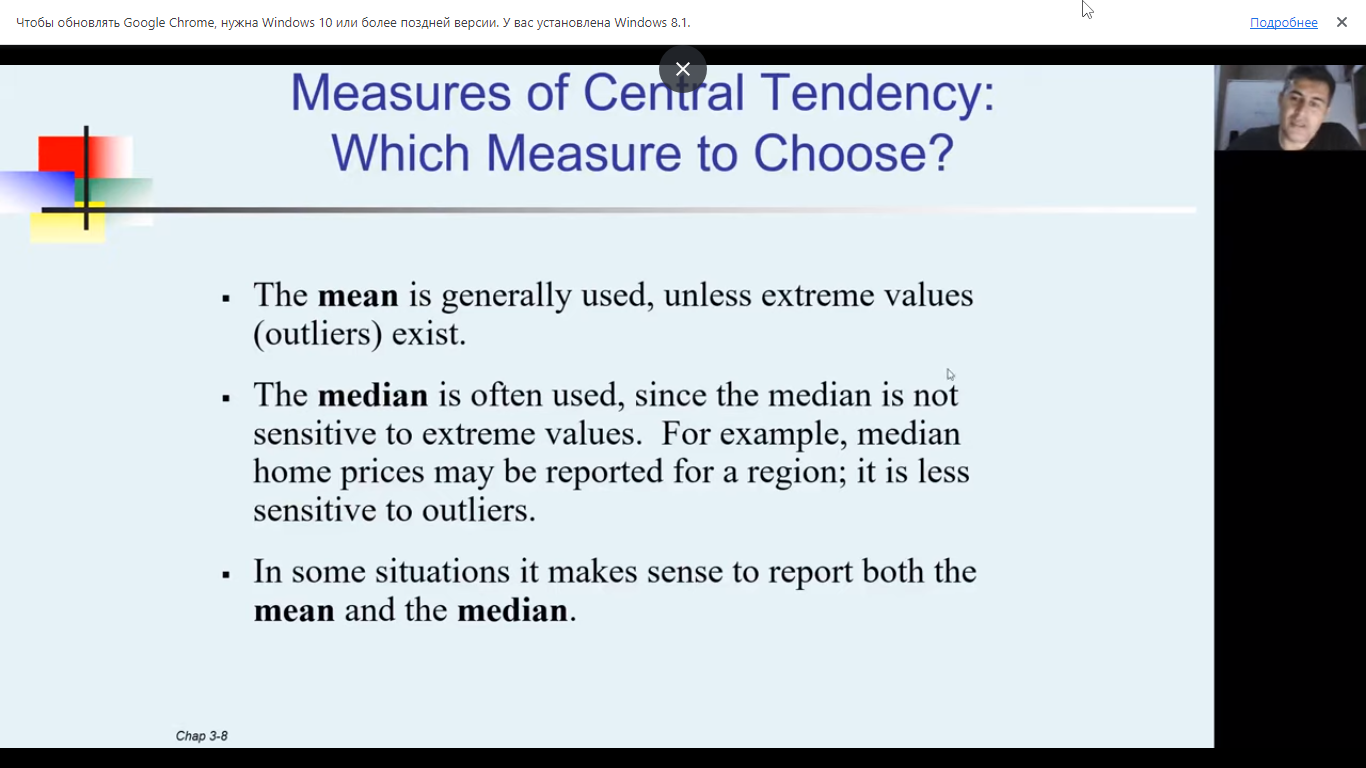 Чтобы обновлять Google Chrome, нужна Windows 10 или более поздней версии. У вас установлена Windows 8.1.
Подробнее
Measures of Central Tendency:
Which Measure to Choose?
▪ The mean is generally used, unless extreme values
(outliers) exist.
▪ The median is often used, since the median is not
sensitive to extreme values. For example, median
home prices may be reported for a region; it is less
sensitive to outliers.
▪ In some situations it makes sense to report both the
mean and the median.
Chap 3-8